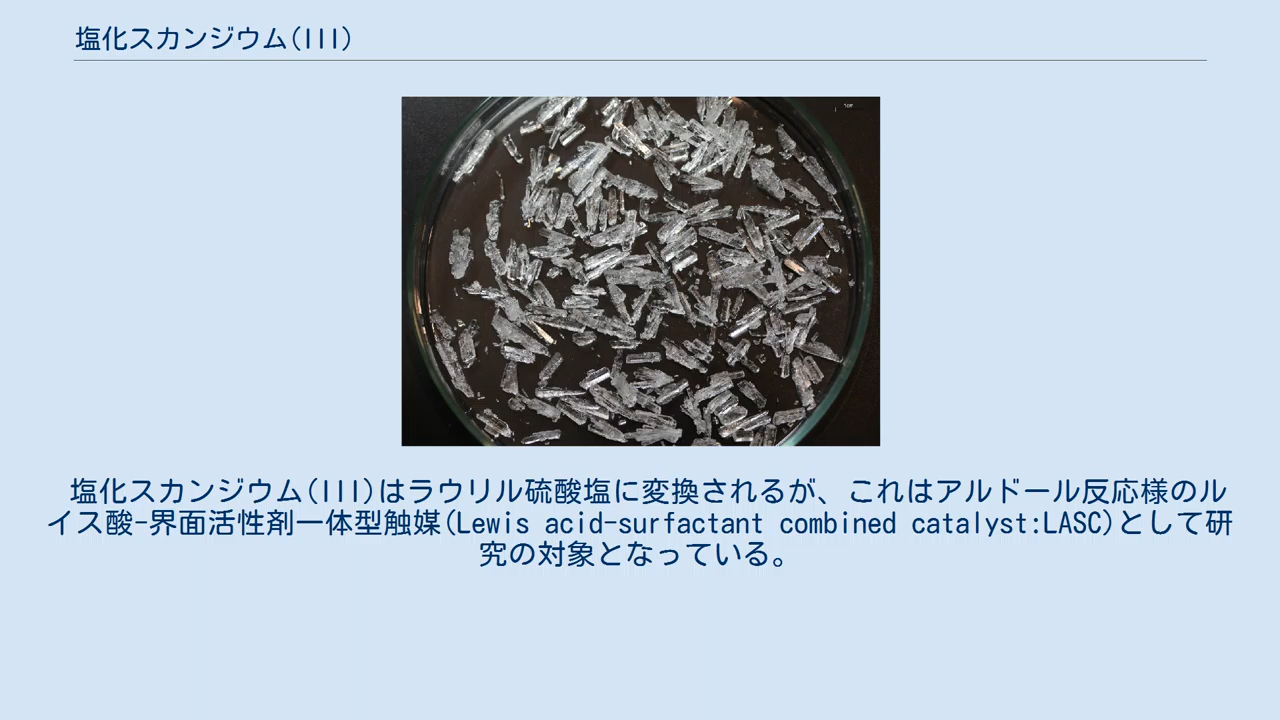 塩化スカンジウム(III)
塩化スカンジウム(III)はラウリル硫酸塩に変換されるが、これはアルドール反応様のル
イス酸-界面活性剤一体型触媒(Lewis acid-surfactant combined catalyst:LASC)として研
究の対象となっている。